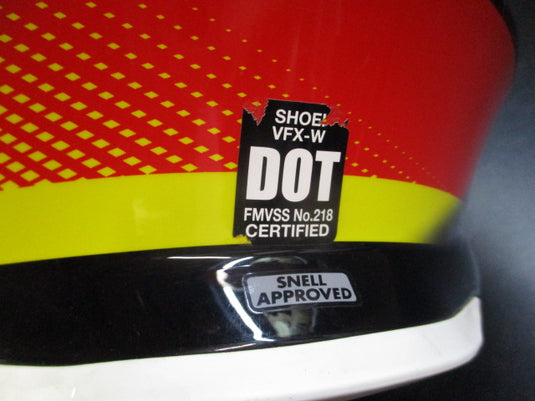 SHOEI
VFX-W
DOT
FMVSS No.218
CERTIFIED
SNELL
APPROVED